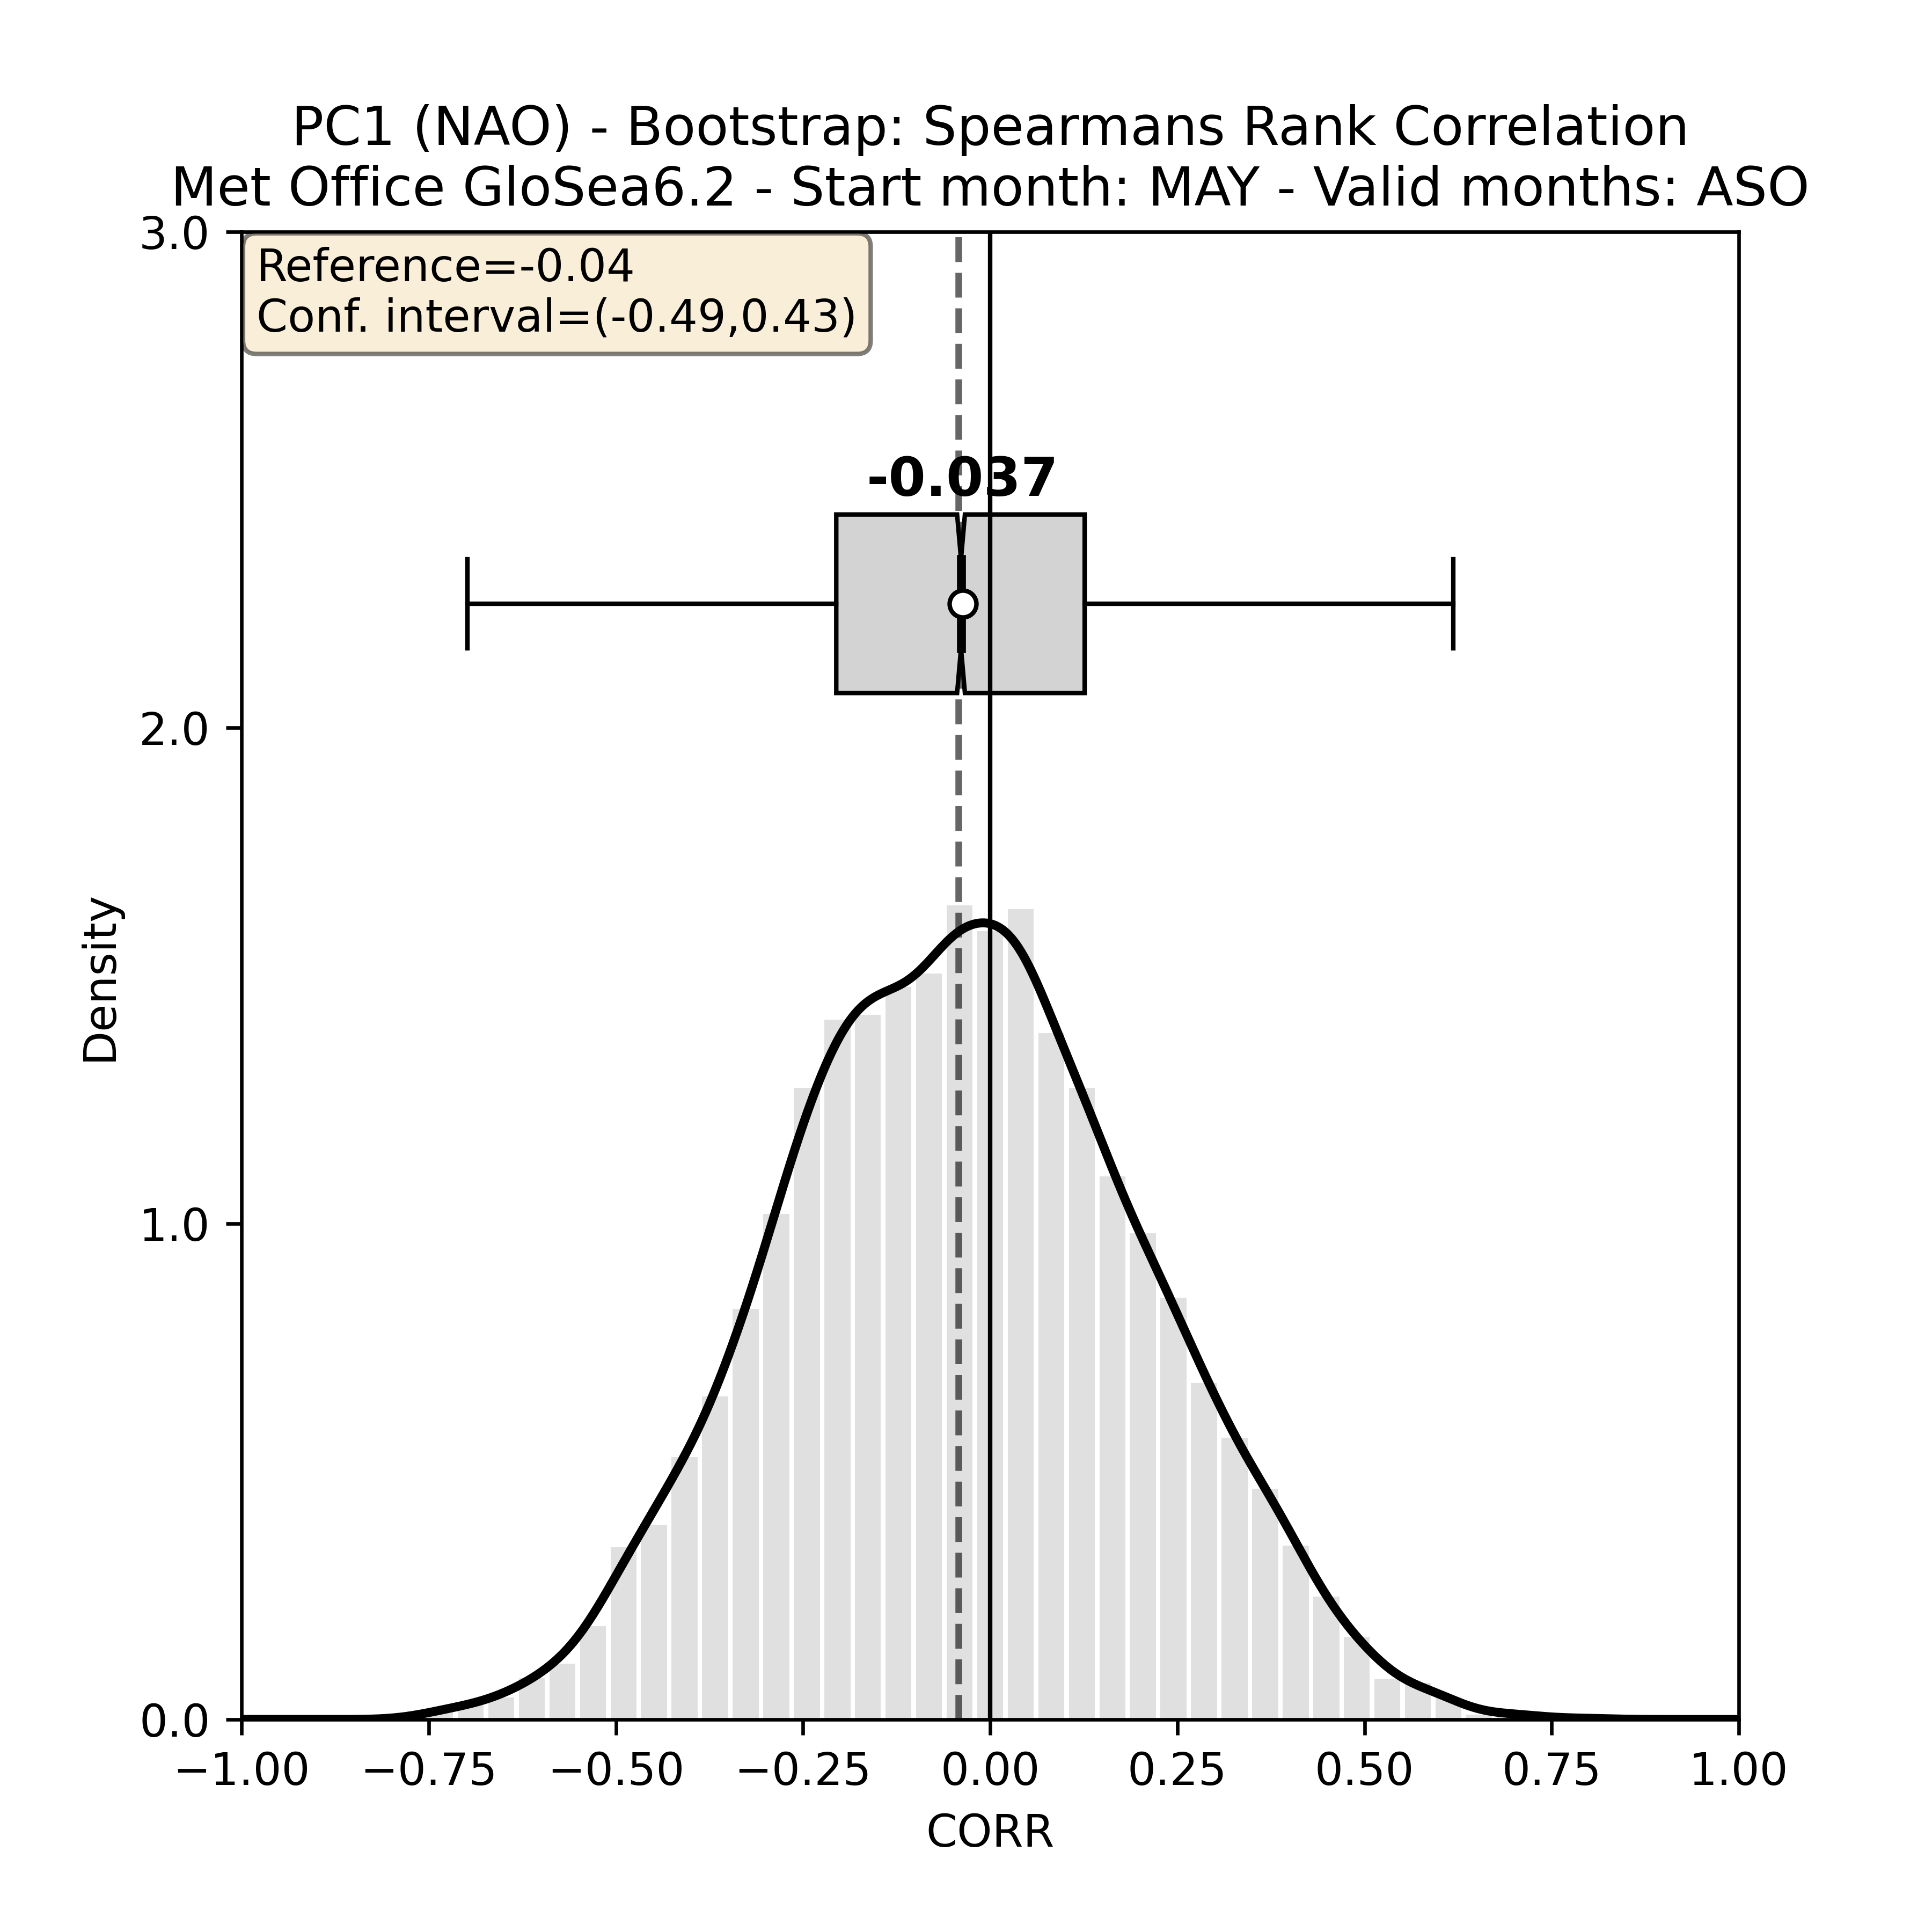 PC1 (NAO) - Bootstrap: Spearmans Rank Correlation
Met Office GloSea6.2 - Start month: MAY - Valid months: ASO
3.0
Reference=-0.04
Conf. interval=(-0.49,0.43)
-0.037
2.0
Density
1.0
0.0
−1.00 −0.75 −0.50 −0.25 0.00 0.25 0.50 0.75 1.00
CORR